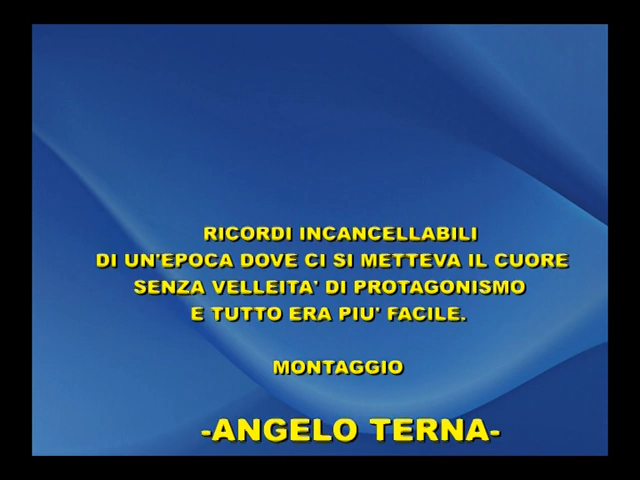 RICORDI INCANCELLABILI
DI UN'EPOCA DOVE CI SI METTEVA IL CUORE
SENZA VELLEITA' DI PROTAGONISMO
E TUTTO ERA PIU' FACILE.
MONTAGGIO
-ANGELO TERNA-